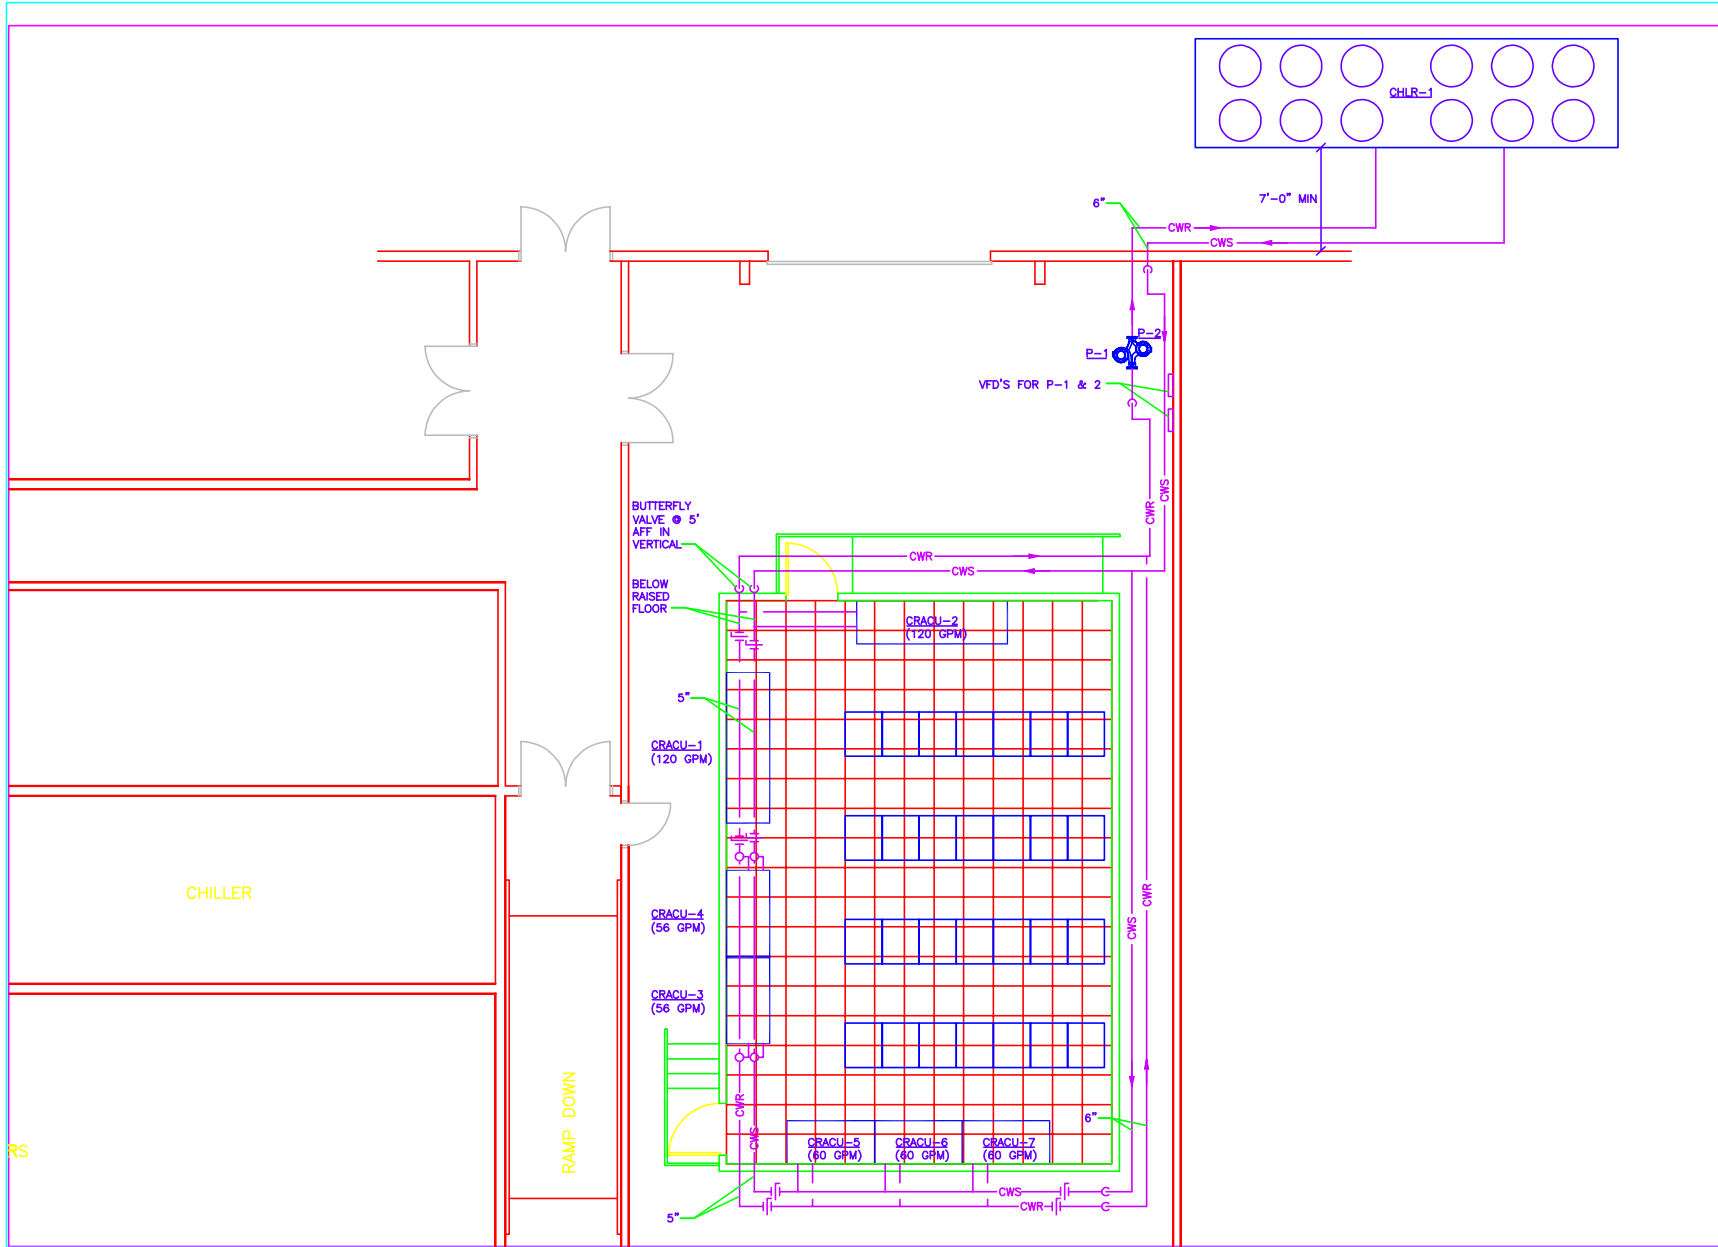 CHLR-1
7'-0" MIN
6"
CWR
CWS
P-2
P-1
VFD'S FOR P-1 & 2
CWS
CWR
BUTTERFLY
VALVE @ 5'
AFF IN
VERTICAL
CWR
CWS
BELOW
RAISED
FLOOR
CRACU-2
(120 GPM)
5"
CRACU-1
(120 GPM)
CHILLER
CWR
CWS
CRACU-4
(56 GPM)
CRACU-3
(56 GPM)
RAMP DOWN
CWR
CWS
6"
RS
CRACU-5
(60 GPM)
CRACU-6
(60 GPM)
CRACU-7
(60 GPM)
CWS
CWR
5"